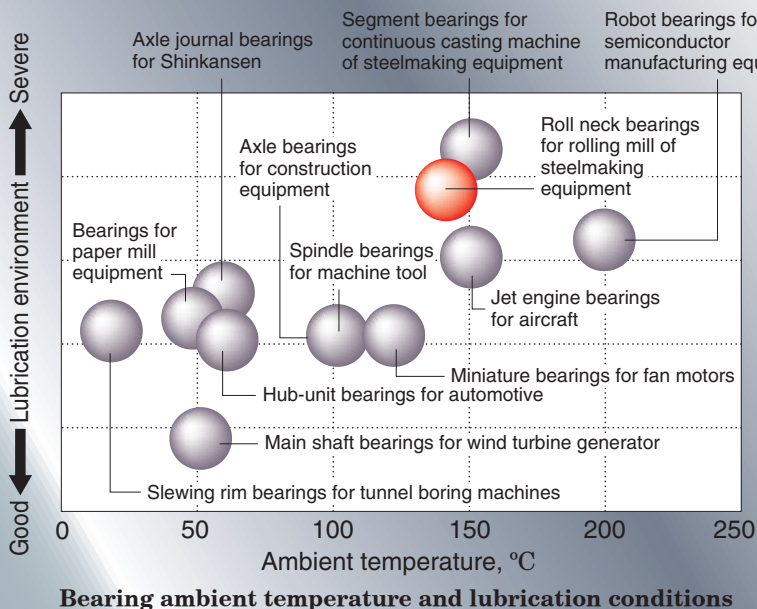 Axle journal bearings
for Shinkansen
Segment bearings for
continuous casting machine
of steelmaking equipment
Robot bearings fo
semiconductor
manufacturing equ
Good Lubrication environment Severe
Axle bearings
for construction
equipment
Roll neck bearings
for rolling mill of
steelmaking
equipment
Bearings for
paper mill
equipment
Spindle bearings
for machine tool
Jet engine bearings
for aircraft
Miniature bearings for fan motors
Hub-unit bearings for automotive
Main shaft bearings for wind turbine generator
Slewing rim bearings for tunnel boring machines
0 50 100 150 200 250
Ambient temperature, ºC
Bearing ambient temperature and lubrication conditions